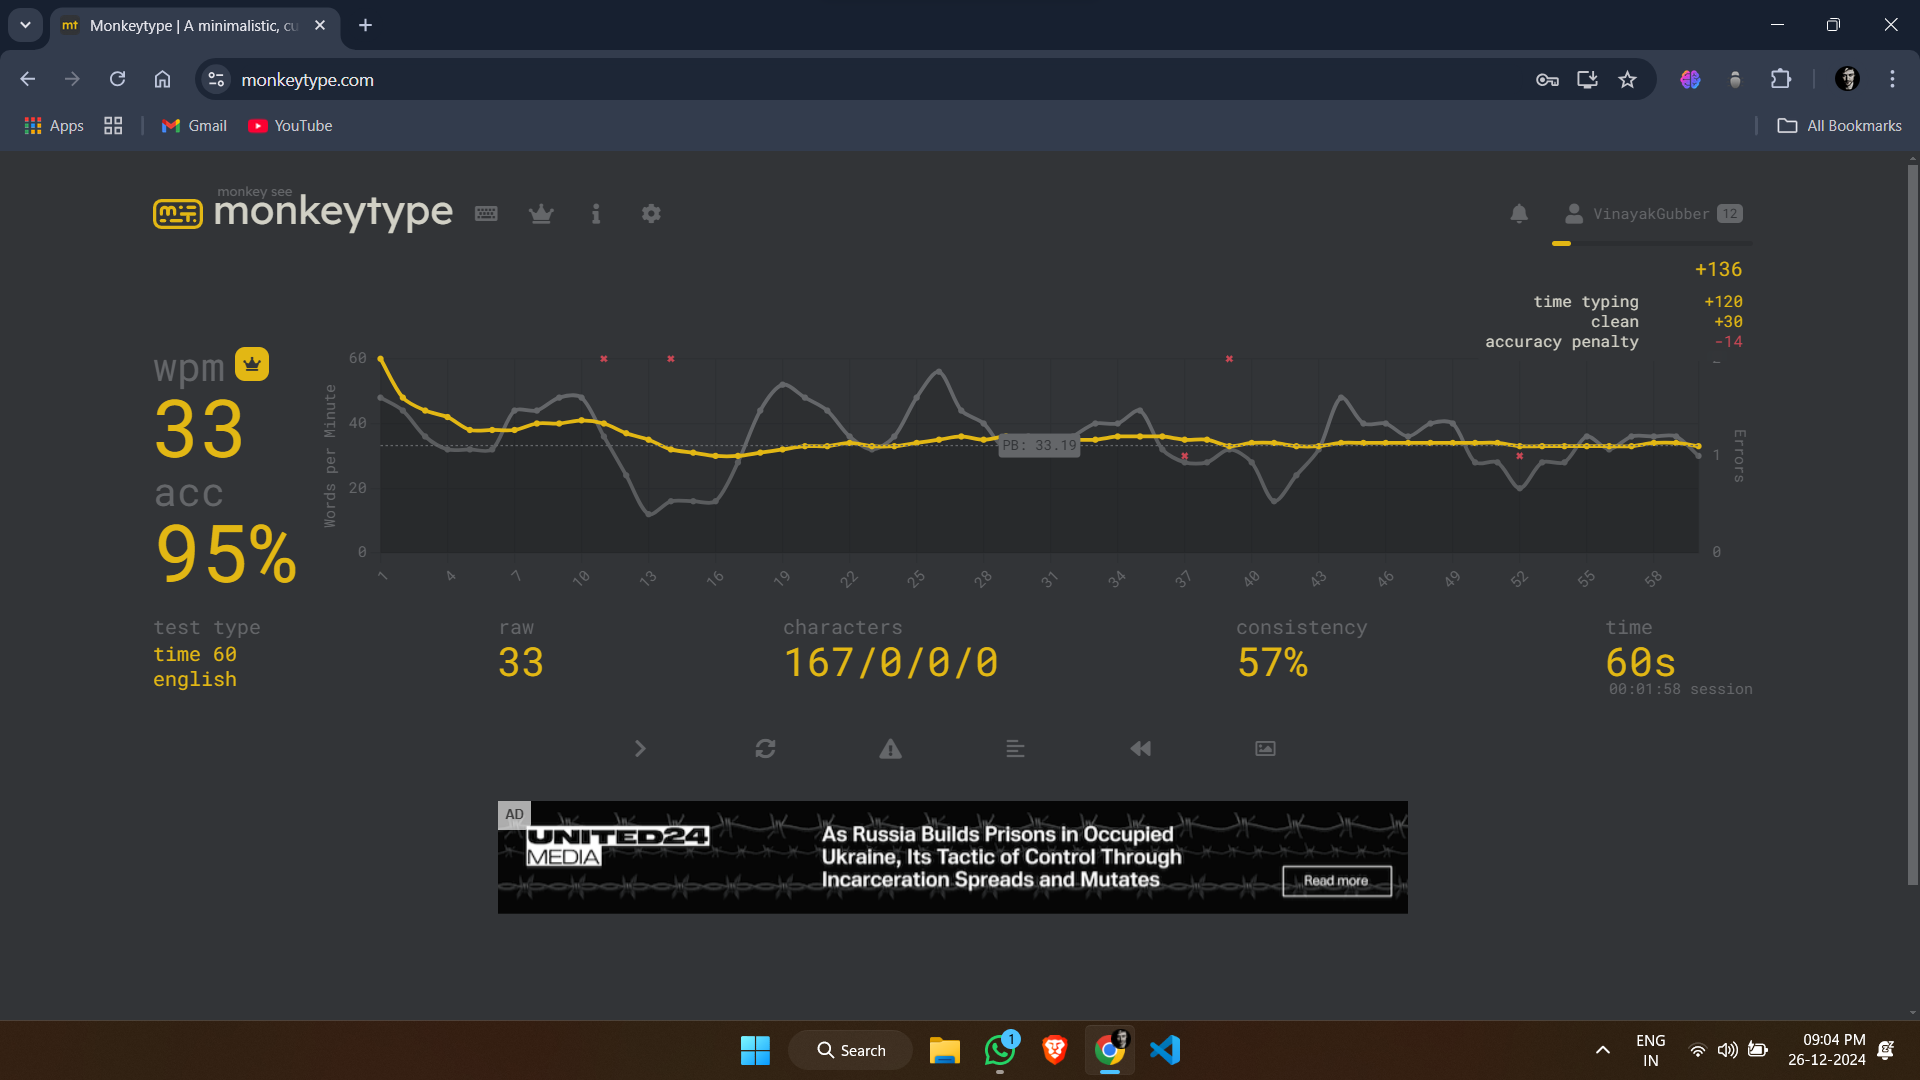 mt Monkeytype | A minimalistic, cu
monkeytype.com
Apps
Gmail
YouTube
All Bookmarks
monkey see
monkeytype
VinayakGubber 12
+136
time typing +120
clean +30
accuracy penalty -14
wpm
33
acc
95%
Words per Minute
60
40
20
0
PB: 33.19
Errors
1
0
1 4 7 10 13 16 19 22 25 28 31 34 37 40 43 46 49 52 55 58
test type
time 60
english
raw
33
characters
167/0/0/0
consistency
57%
time
60s
00:01:58 session
AD
UNITED24
MEDIA
As Russia Builds Prisons in Occupied
Ukraine, Its Tactic of Control Through
Incarceration Spreads and Mutates
Read more
Search
1
ENG
IN
09:04 PM
26-12-2024